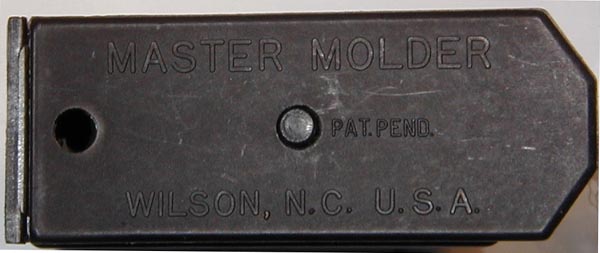 MASTER MOLDER
PAT. PEND.
WILSON, N.C. U.S.A.